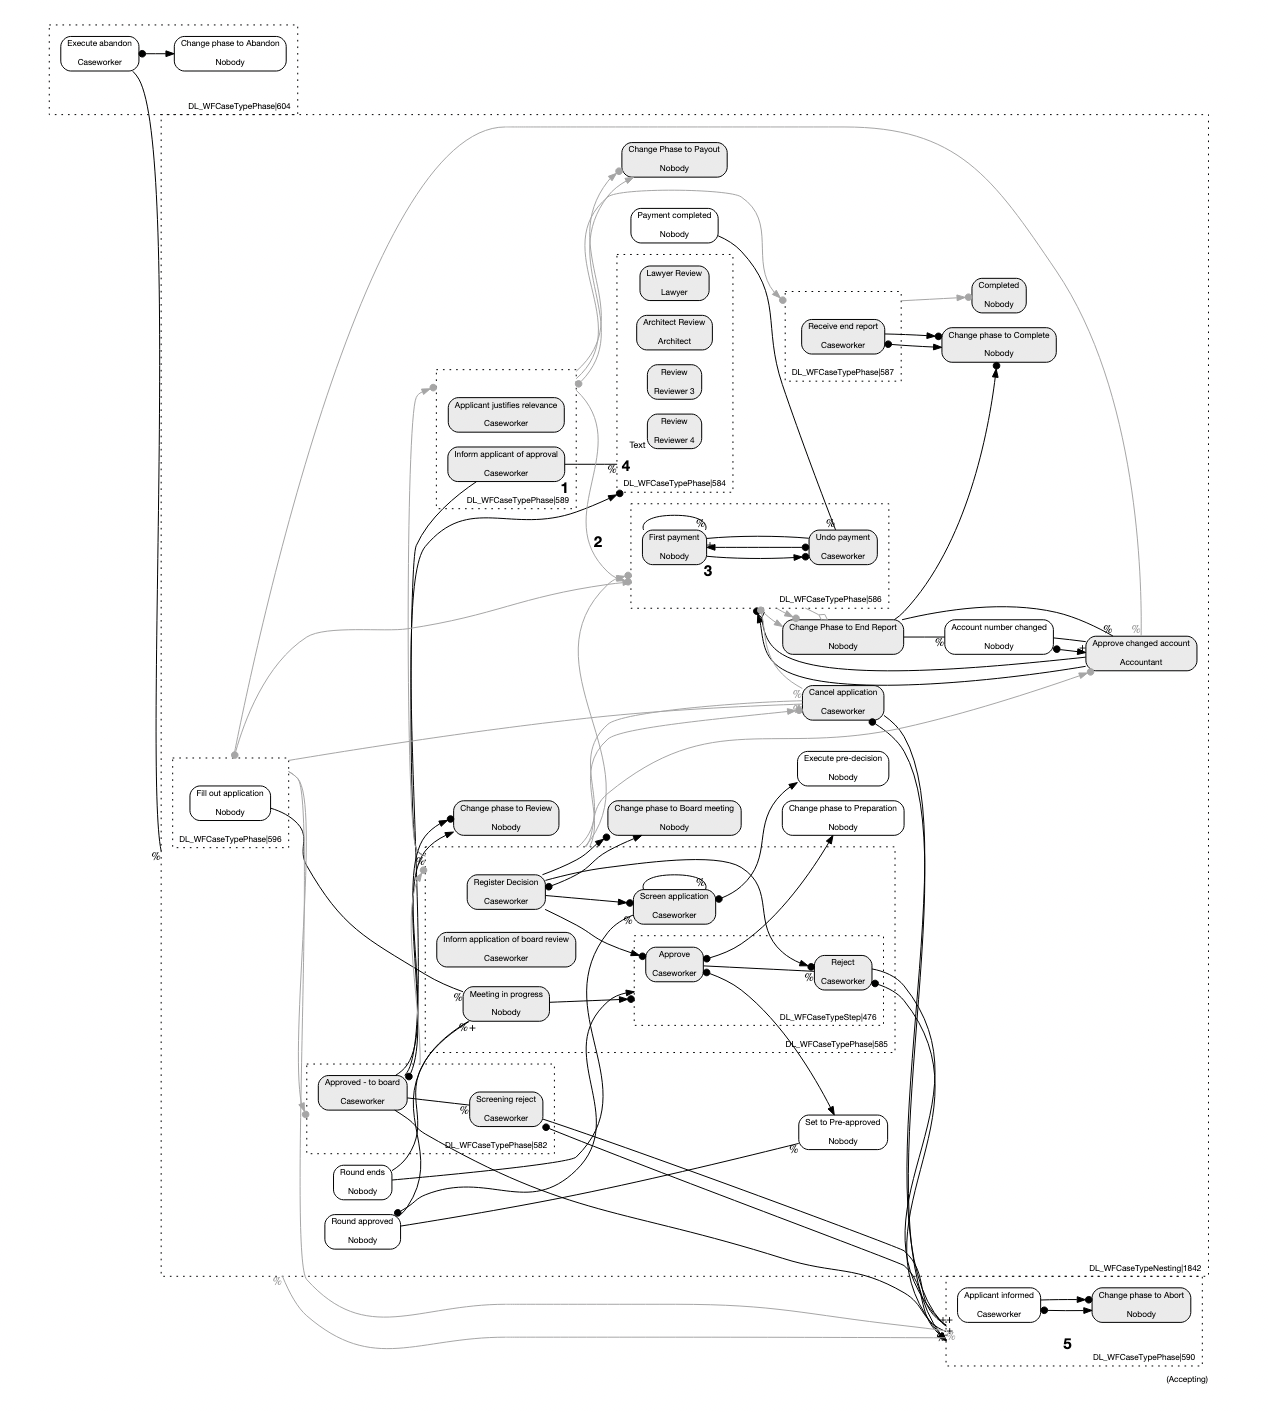 Execute abandon
Caseworker
Change phase to Abandon
Nobody
DL_WFCaseTypePhase|604
Change Phase to Payout
Nobody
Payment completed
Nobody
Lawyer Review
Lawyer
Architect Review
Architect
Review
Reviewer 3
Review
Reviewer 4
Text
4
%
DL_WFCaseTypePhase|584
Completed
Nobody
Receive end report
Caseworker
Change phase to Complete
Nobody
DL_WFCaseTypePhase|587
Applicant justifies relevance
Caseworker
Inform applicant of approval
Caseworker
1
DL_WFCaseTypePhase|589
2
%
%
First payment
Nobody
+
Undo payment
Caseworker
3
DL_WFCaseTypePhase|586
Change Phase to End Report
Nobody
%
Account number changed
Nobody
%
%
+
Approve changed account
Accountant
%
%
Cancel application
Caseworker
Execute pre-decision
Nobody
Fill out application
Nobody
DL_WFCaseTypePhase|596
%
Change phase to Review
Nobody
Change phase to Board meeting
Nobody
Change phase to Preparation
Nobody
%
Register Decision
Caseworker
%
Screen application
Caseworker
%
Inform application of board review
Caseworker
Approve
Caseworker
%
Reject
Caseworker
%
Meeting in progress
Nobody
% +
DL_WFCaseTypeStep|476
DL_WFCaseTypePhase|585
Approved - to board
Caseworker
%
Screening reject
Caseworker
DL_WFCaseTypePhase|582
Set to Pre-approved
Nobody
%
Round ends
Nobody
Round approved
Nobody
DL_WFCaseTypeNesting|1842
%
Applicant informed
Caseworker
Change phase to Abort
Nobody
+ +
+
%
%
5
DL_WFCaseTypePhase|590
(Accepting)